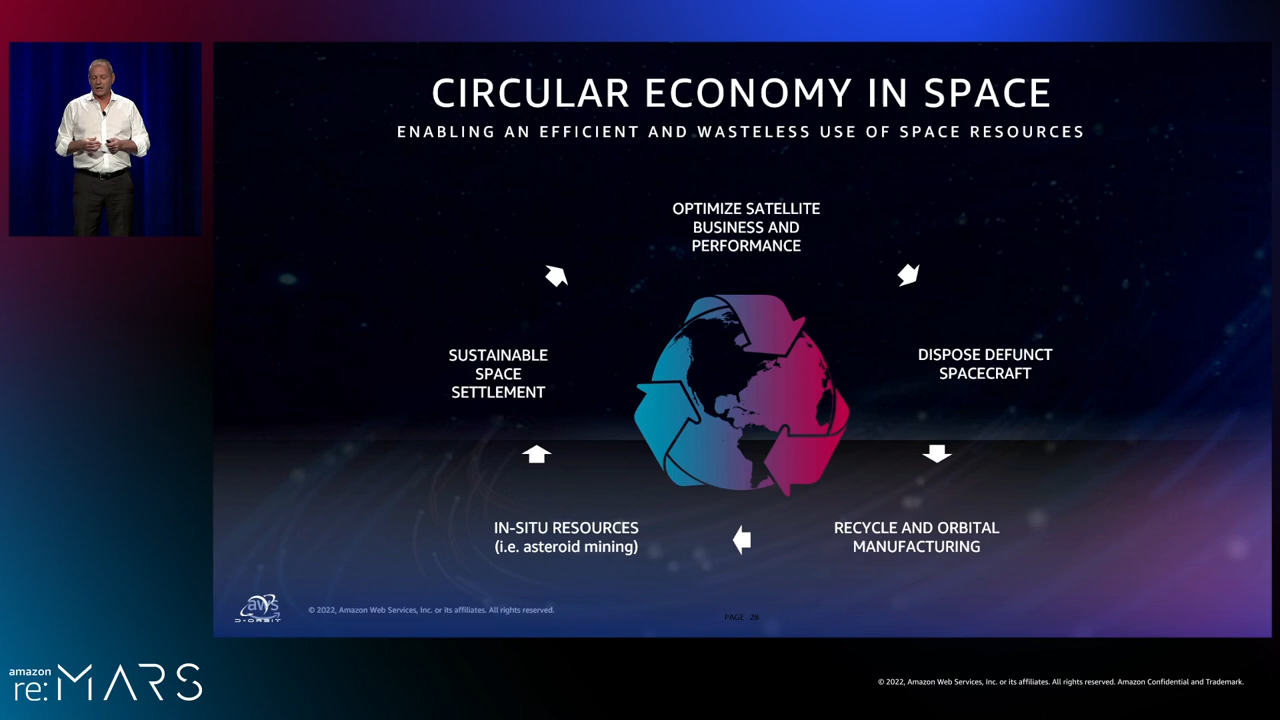 CIRCULAR ECONOMY IN SPACE
ENABLING AN EFFICIENT AND WASTELESS USE OF SPACE RESOURCES
OPTIMIZE SATELLITE
BUSINESS AND
PERFORMANCE
SUSTAINABLE
SPACE
SETTLEMENT
DISPOSE DEFUNCT
SPACECRAFT
IN-SITU RESOURCES
(i.e. asteroid mining)
RECYCLE AND ORBITAL
MANUFACTURING
aws
D-ORBIT
© 2022, Amazon Web Services, Inc. or its affiliates. All rights reserved.
PAGE 28
amazon
re:MARS
© 2022, Amazon Web Services, Inc. or its affiliates. All rights reserved. Amazon Confidential and Trademark.